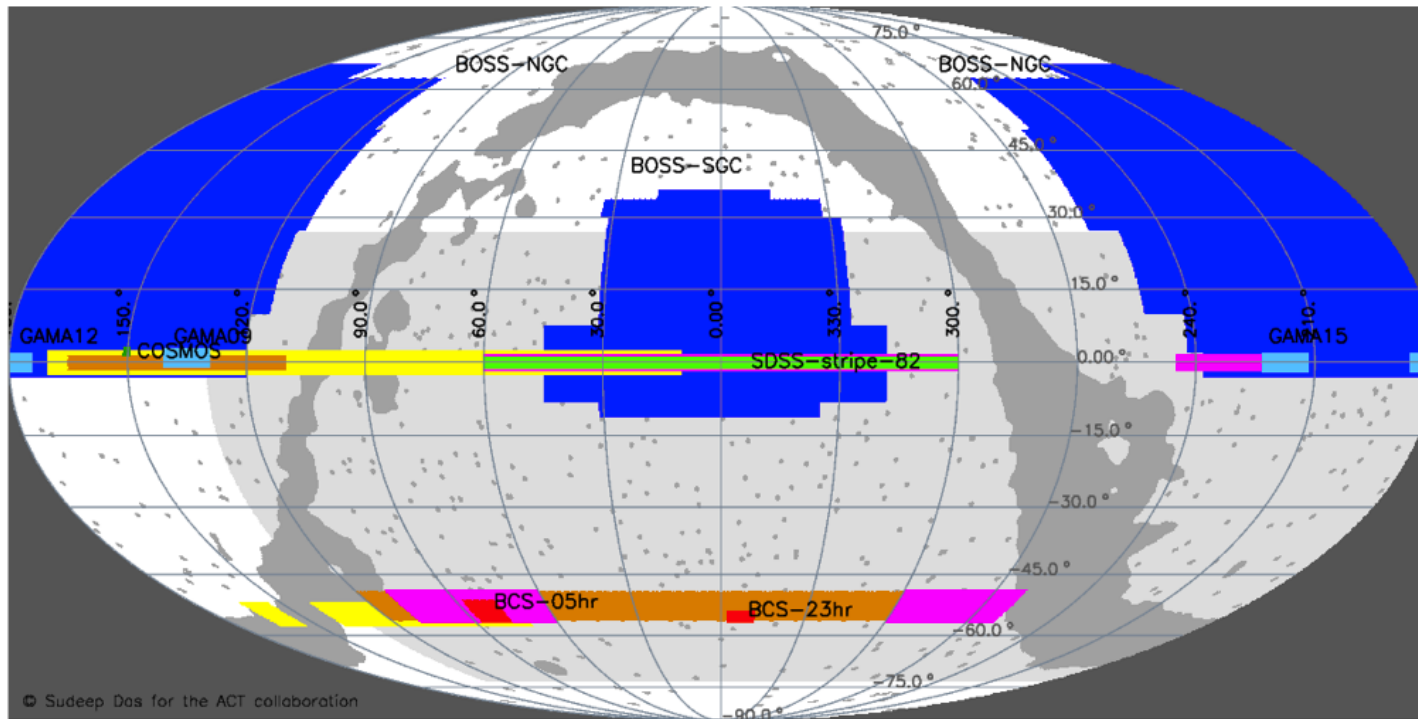 75.0°
BOSS-NGC
BOSS-NGC
60.0°
45.0°
BOSS-SGC
30.0°
15.0°
150.°
120.°
90.0°
60.0°
30.0°
0.00°
330.°
300.°
240.°
210.°
GAMA12
GAMA09
GAMA15
COSMOS
SDSS-stripe-82
0.00°
-15.0°
-30.0°
-45.0°
BCS-05hr
BCS-23hr
-60.0°
-75.0°
© Sudeep Das for the ACT collaboration
-90.0°